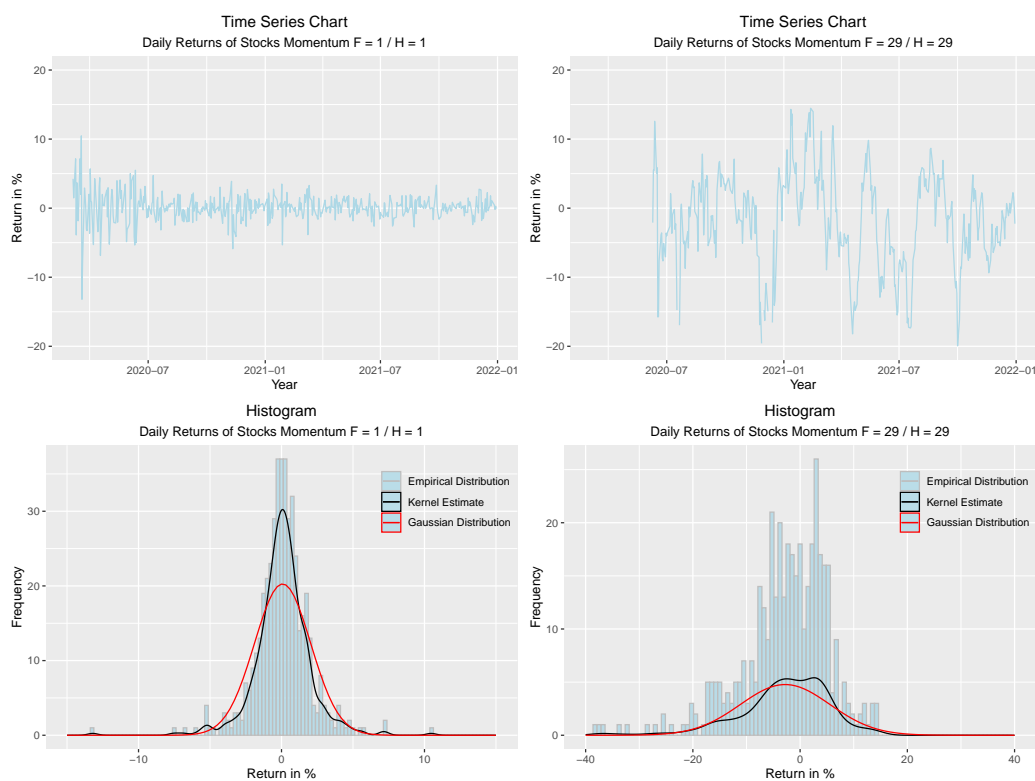 Time Series Chart
Daily Returns of Stocks Momentum F = 1 / H = 1
20
10
0
−10
−20
Return in %
2020−07
2021−01
2021−07
2022−01
Year
Time Series Chart
Daily Returns of Stocks Momentum F = 29 / H = 29
20
10
0
−10
−20
Return in %
2020−07
2021−01
2021−07
2022−01
Year
Histogram
Daily Returns of Stocks Momentum F = 1 / H = 1
Empirical Distribution
Kernel Estimate
Gaussian Distribution
30
20
10
0
Frequency
−10
0
10
Return in %
Histogram
Daily Returns of Stocks Momentum F = 29 / H = 29
Empirical Distribution
Kernel Estimate
Gaussian Distribution
20
10
0
Frequency
−40
−20
0
20
40
Return in %